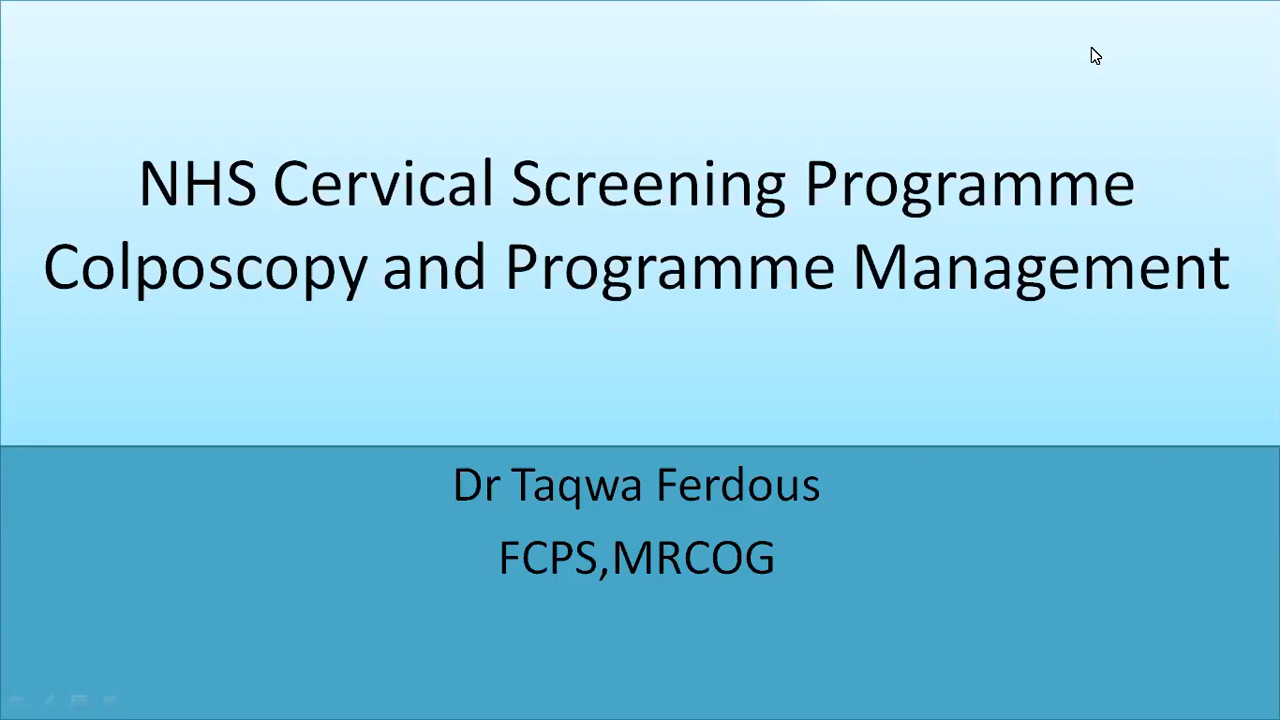 NHS Cervical Screening Programme
Colposcopy and Programme Management
Dr Taqwa Ferdous
FCPS,MRCOG